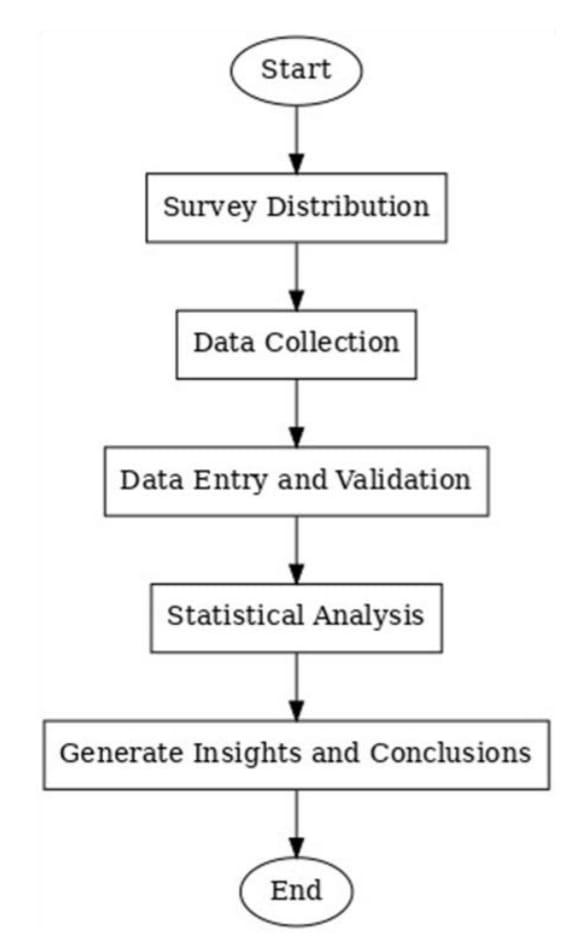 Start
Survey Distribution
Data Collection
Data Entry and Validation
Statistical Analysis
Generate Insights and Conclusions
End